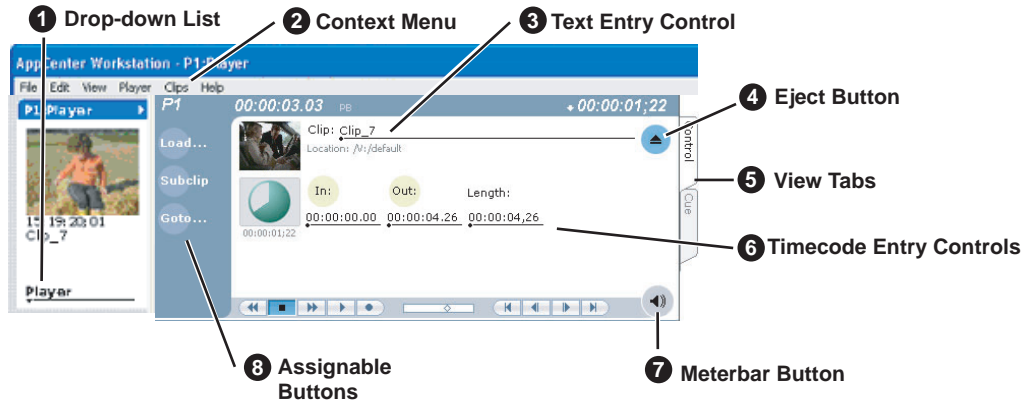 1 Drop-down List
2 Context Menu
3 Text Entry Control
AppCenter Workstation - P1:Player
File Edit View Player Clips Help
P1:Player
P1 00:00:03.03 PB + 00:00:01;22
4 Eject Button
Clip: Clip_7
Location: /V:/default
Load...
Control
Subclip
5 View Tabs
In: Out: Length:
Cue
Goto...
00:00:00.00 00:00:04.26 00:00:04,26
00:00:01;22
Clip_7
6 Timecode Entry Controls
Player
8 Assignable
Buttons
7 Meterbar Button